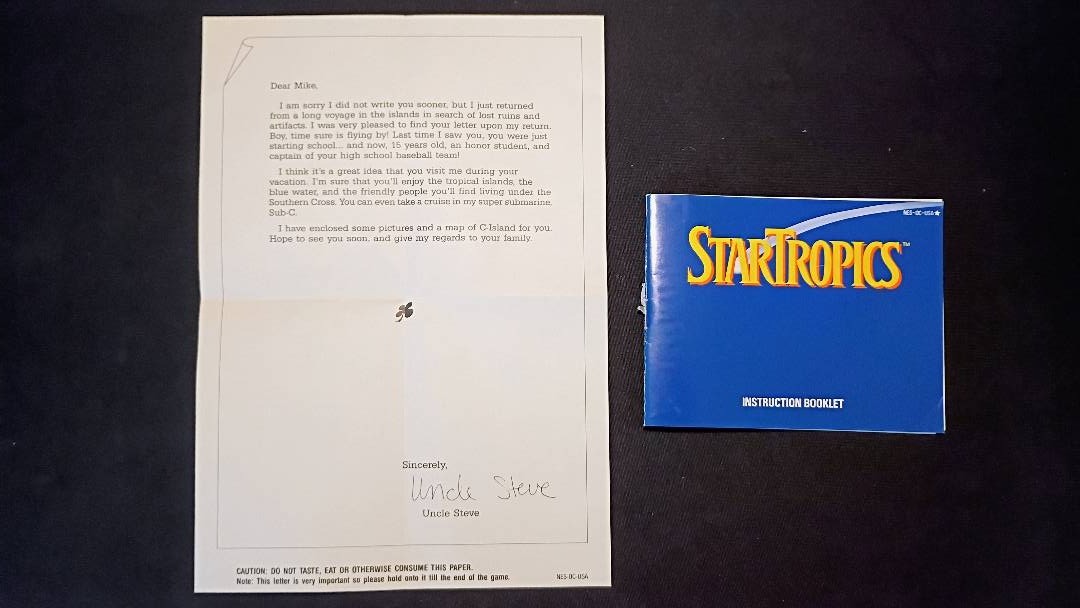 Dear Mike,
I am sorry I did not write you sooner, but I just returned
from a long voyage in the islands in search of lost ruins and
artifacts. I was very pleased to find your letter upon my return.
Boy, time sure is flying by! Last time I saw you, you were just
starting school... and now, 15 years old, an honor student, and
captain of your high school baseball team!
I think it's a great idea that you visit me during your
vacation. I'm sure that you'll enjoy the tropical islands, the
blue water, and the friendly people you'll find living under the
Southern Cross. You can even take a cruise in my super submarine,
Sub-C.
I have enclosed some pictures and a map of C-Island for you.
Hope to see you soon, and give my regards to your family.
Sincerely,
Uncle Steve
Uncle Steve
CAUTION: DO NOT TASTE, EAT OR OTHERWISE CONSUME THIS PAPER.
Note: This letter is very important so please hold onto it till the end of the game.
NES-OC-USA
NES-OC-USA★
STARTROPICS™
INSTRUCTION BOOKLET